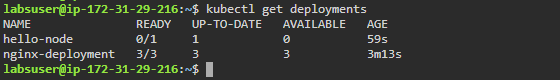 labsuser@ip-172-31-29-216:~$ kubectl get deployments
NAME READY UP-TO-DATE AVAILABLE AGE
hello-node 0/1 1 0 59s
nginx-deployment 3/3 3 3 3m13s
labsuser@ip-172-31-29-216:~$